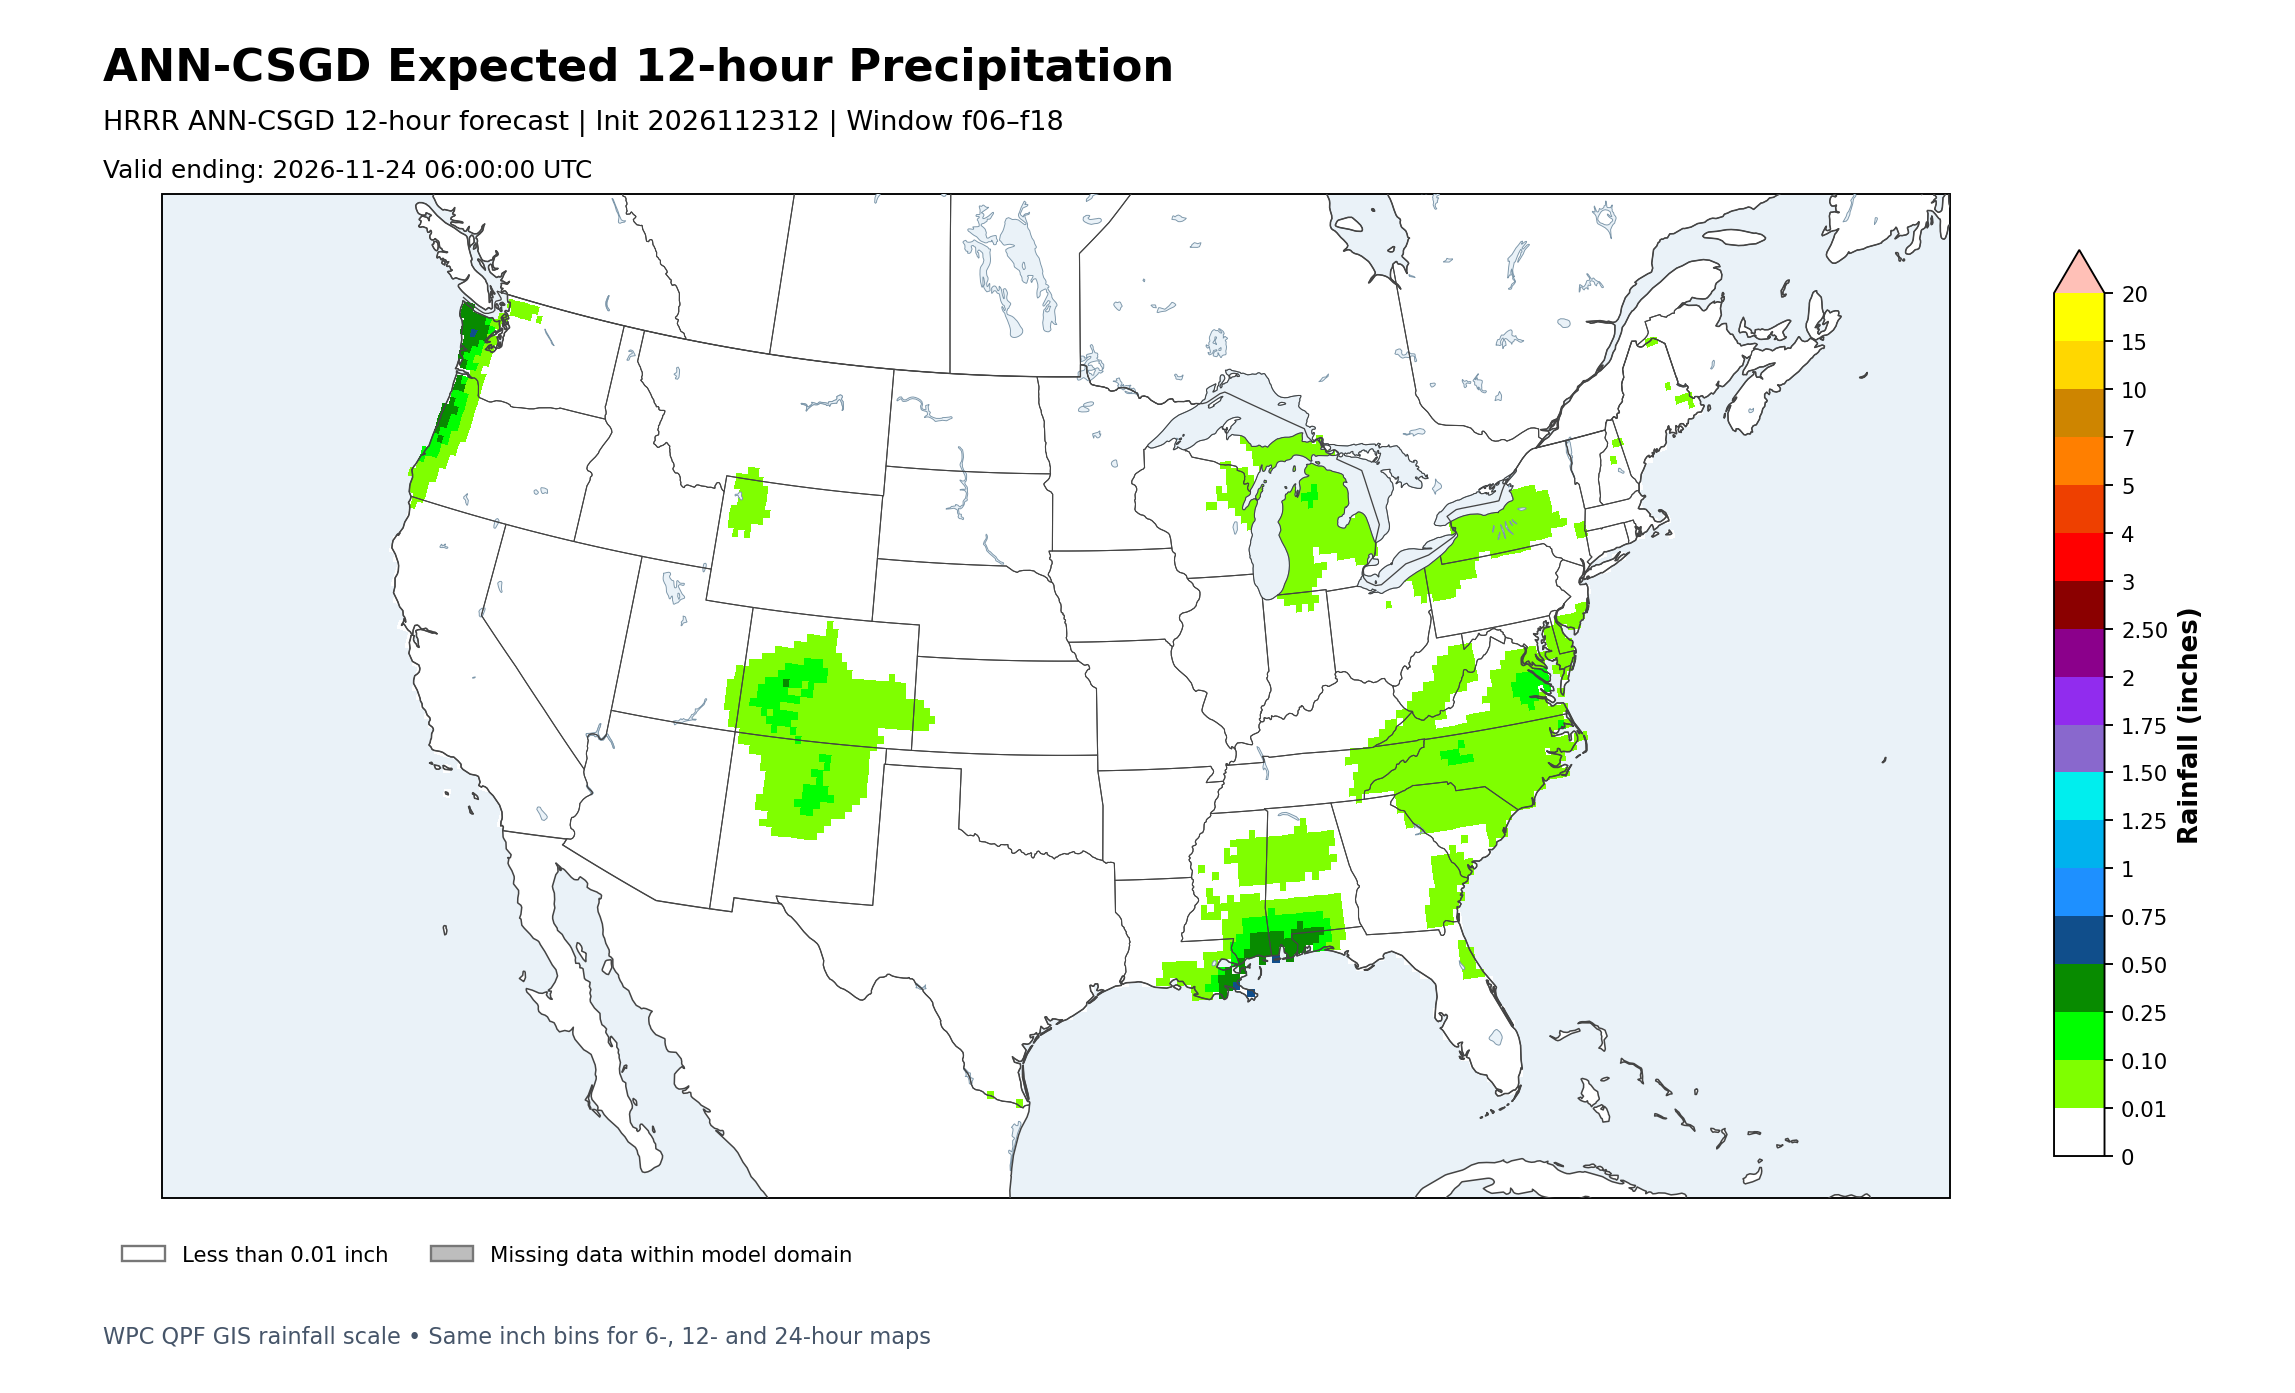 ANN-CSGD Expected 12-hour Precipitation
HRRR ANN-CSGD 12-hour forecast | Init 2026112312 | Window f06–f18
Valid ending: 2026-11-24 06:00:00 UTC
20
15
10
7
5
4
3
2.50
2
1.75
1.50
1.25
1
0.75
0.50
0.25
0.10
0.01
0
Rainfall (inches)
Less than 0.01 inch
Missing data within model domain
WPC QPF GIS rainfall scale • Same inch bins for 6-, 12- and 24-hour maps